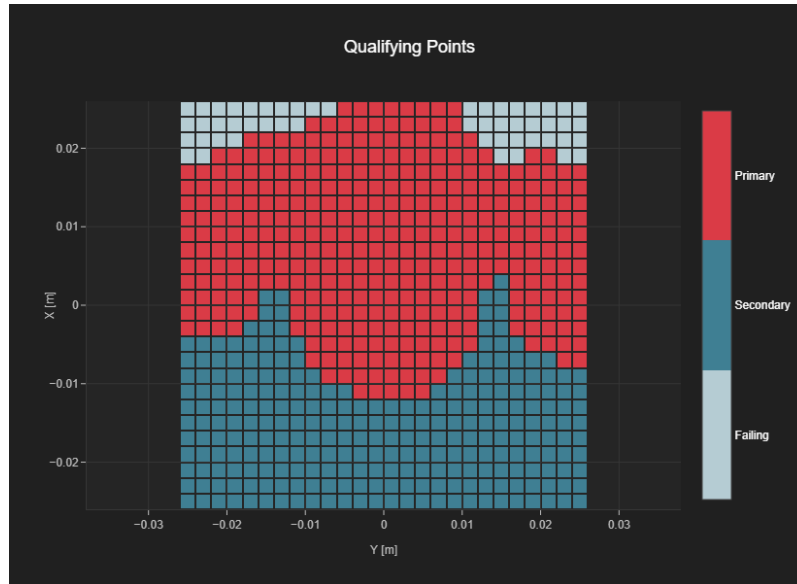 Qualifying Points
0.02
0.01
0
−0.01
−0.02
X [m]
−0.03
−0.02
−0.01
0
0.01
0.02
0.03
Y [m]
Primary
Secondary
Failing